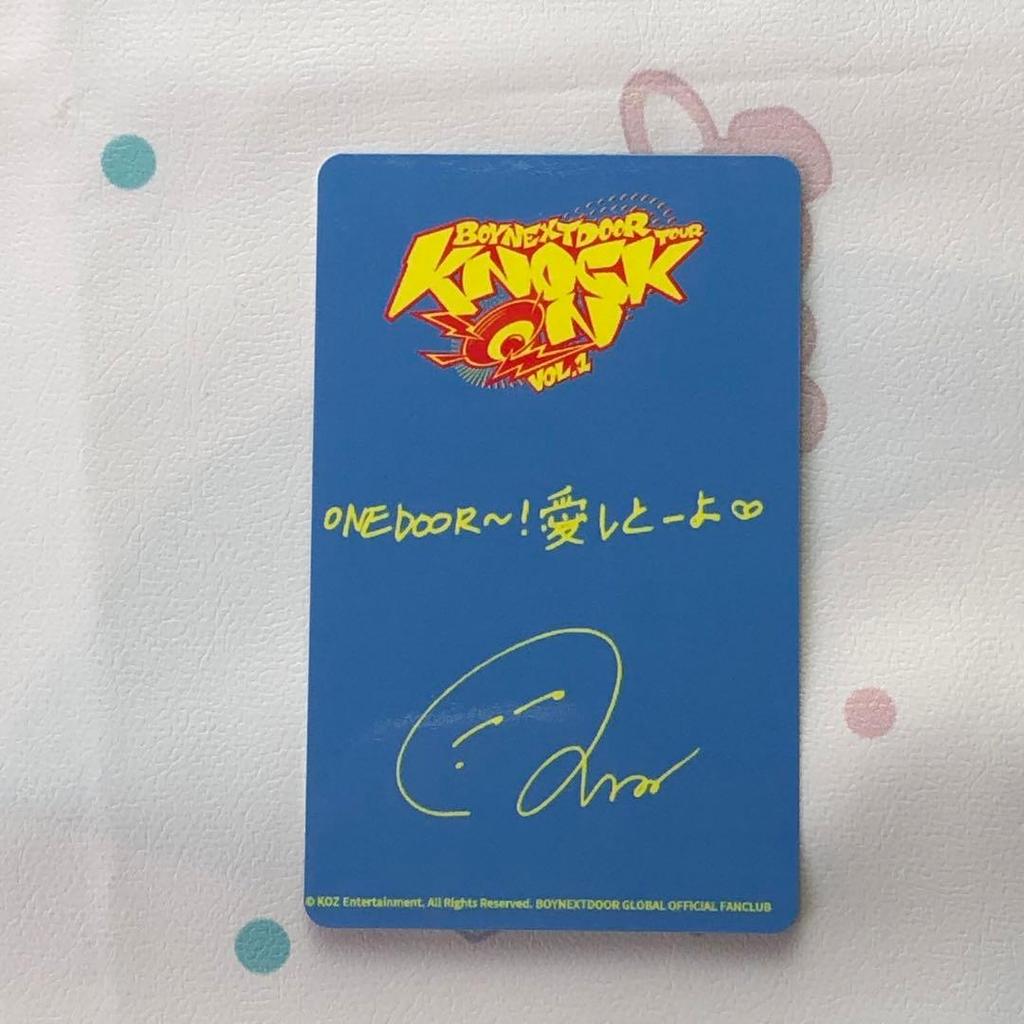 BOYNEXTDOOR TOUR
KNOCK
ON
VOL.1
ONEDOOR~!愛しとーよ♡
© KOZ Entertainment. All Rights Reserved. BOYNEXTDOOR GLOBAL OFFICIAL FANCLUB